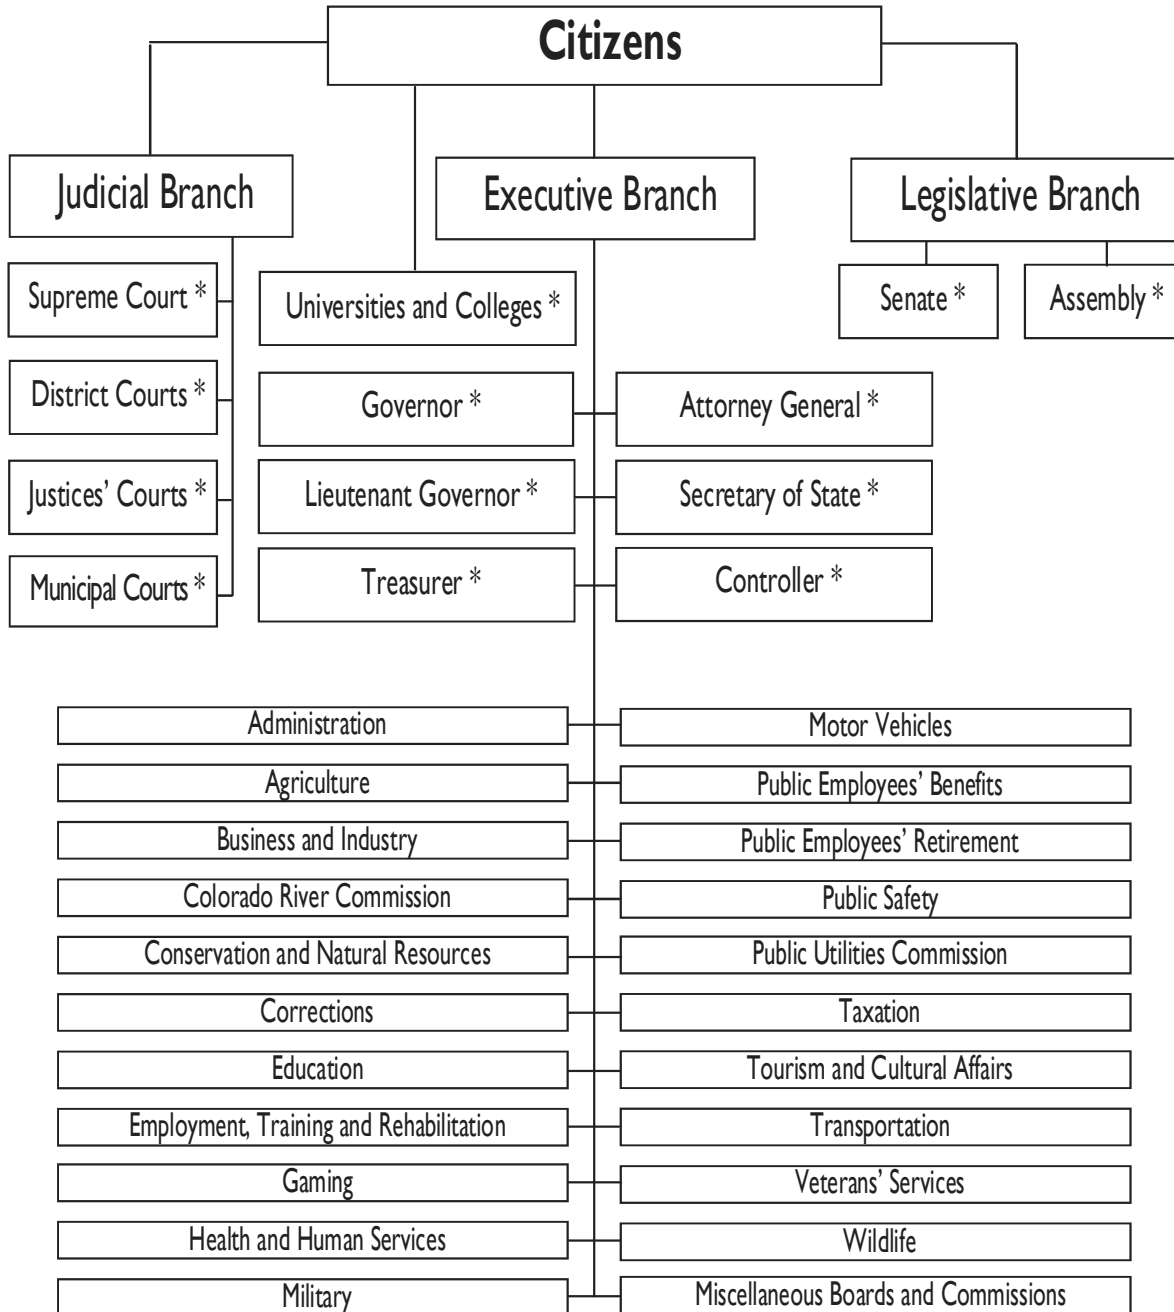 Citizens
Judicial Branch
Executive Branch
Legislative Branch
Supreme Court *
Universities and Colleges *
Senate *
Assembly *
District Courts *
Governor *
Attorney General *
Justices’ Courts *
Lieutenant Governor *
Secretary of State *
Municipal Courts *
Treasurer *
Controller *
Administration
Motor Vehicles
Agriculture
Public Employees’ Benefits
Business and Industry
Public Employees’ Retirement
Colorado River Commission
Public Safety
Conservation and Natural Resources
Public Utilities Commission
Corrections
Taxation
Education
Tourism and Cultural Affairs
Employment, Training and Rehabilitation
Transportation
Gaming
Veterans’ Services
Health and Human Services
Wildlife
Military
Miscellaneous Boards and Commissions